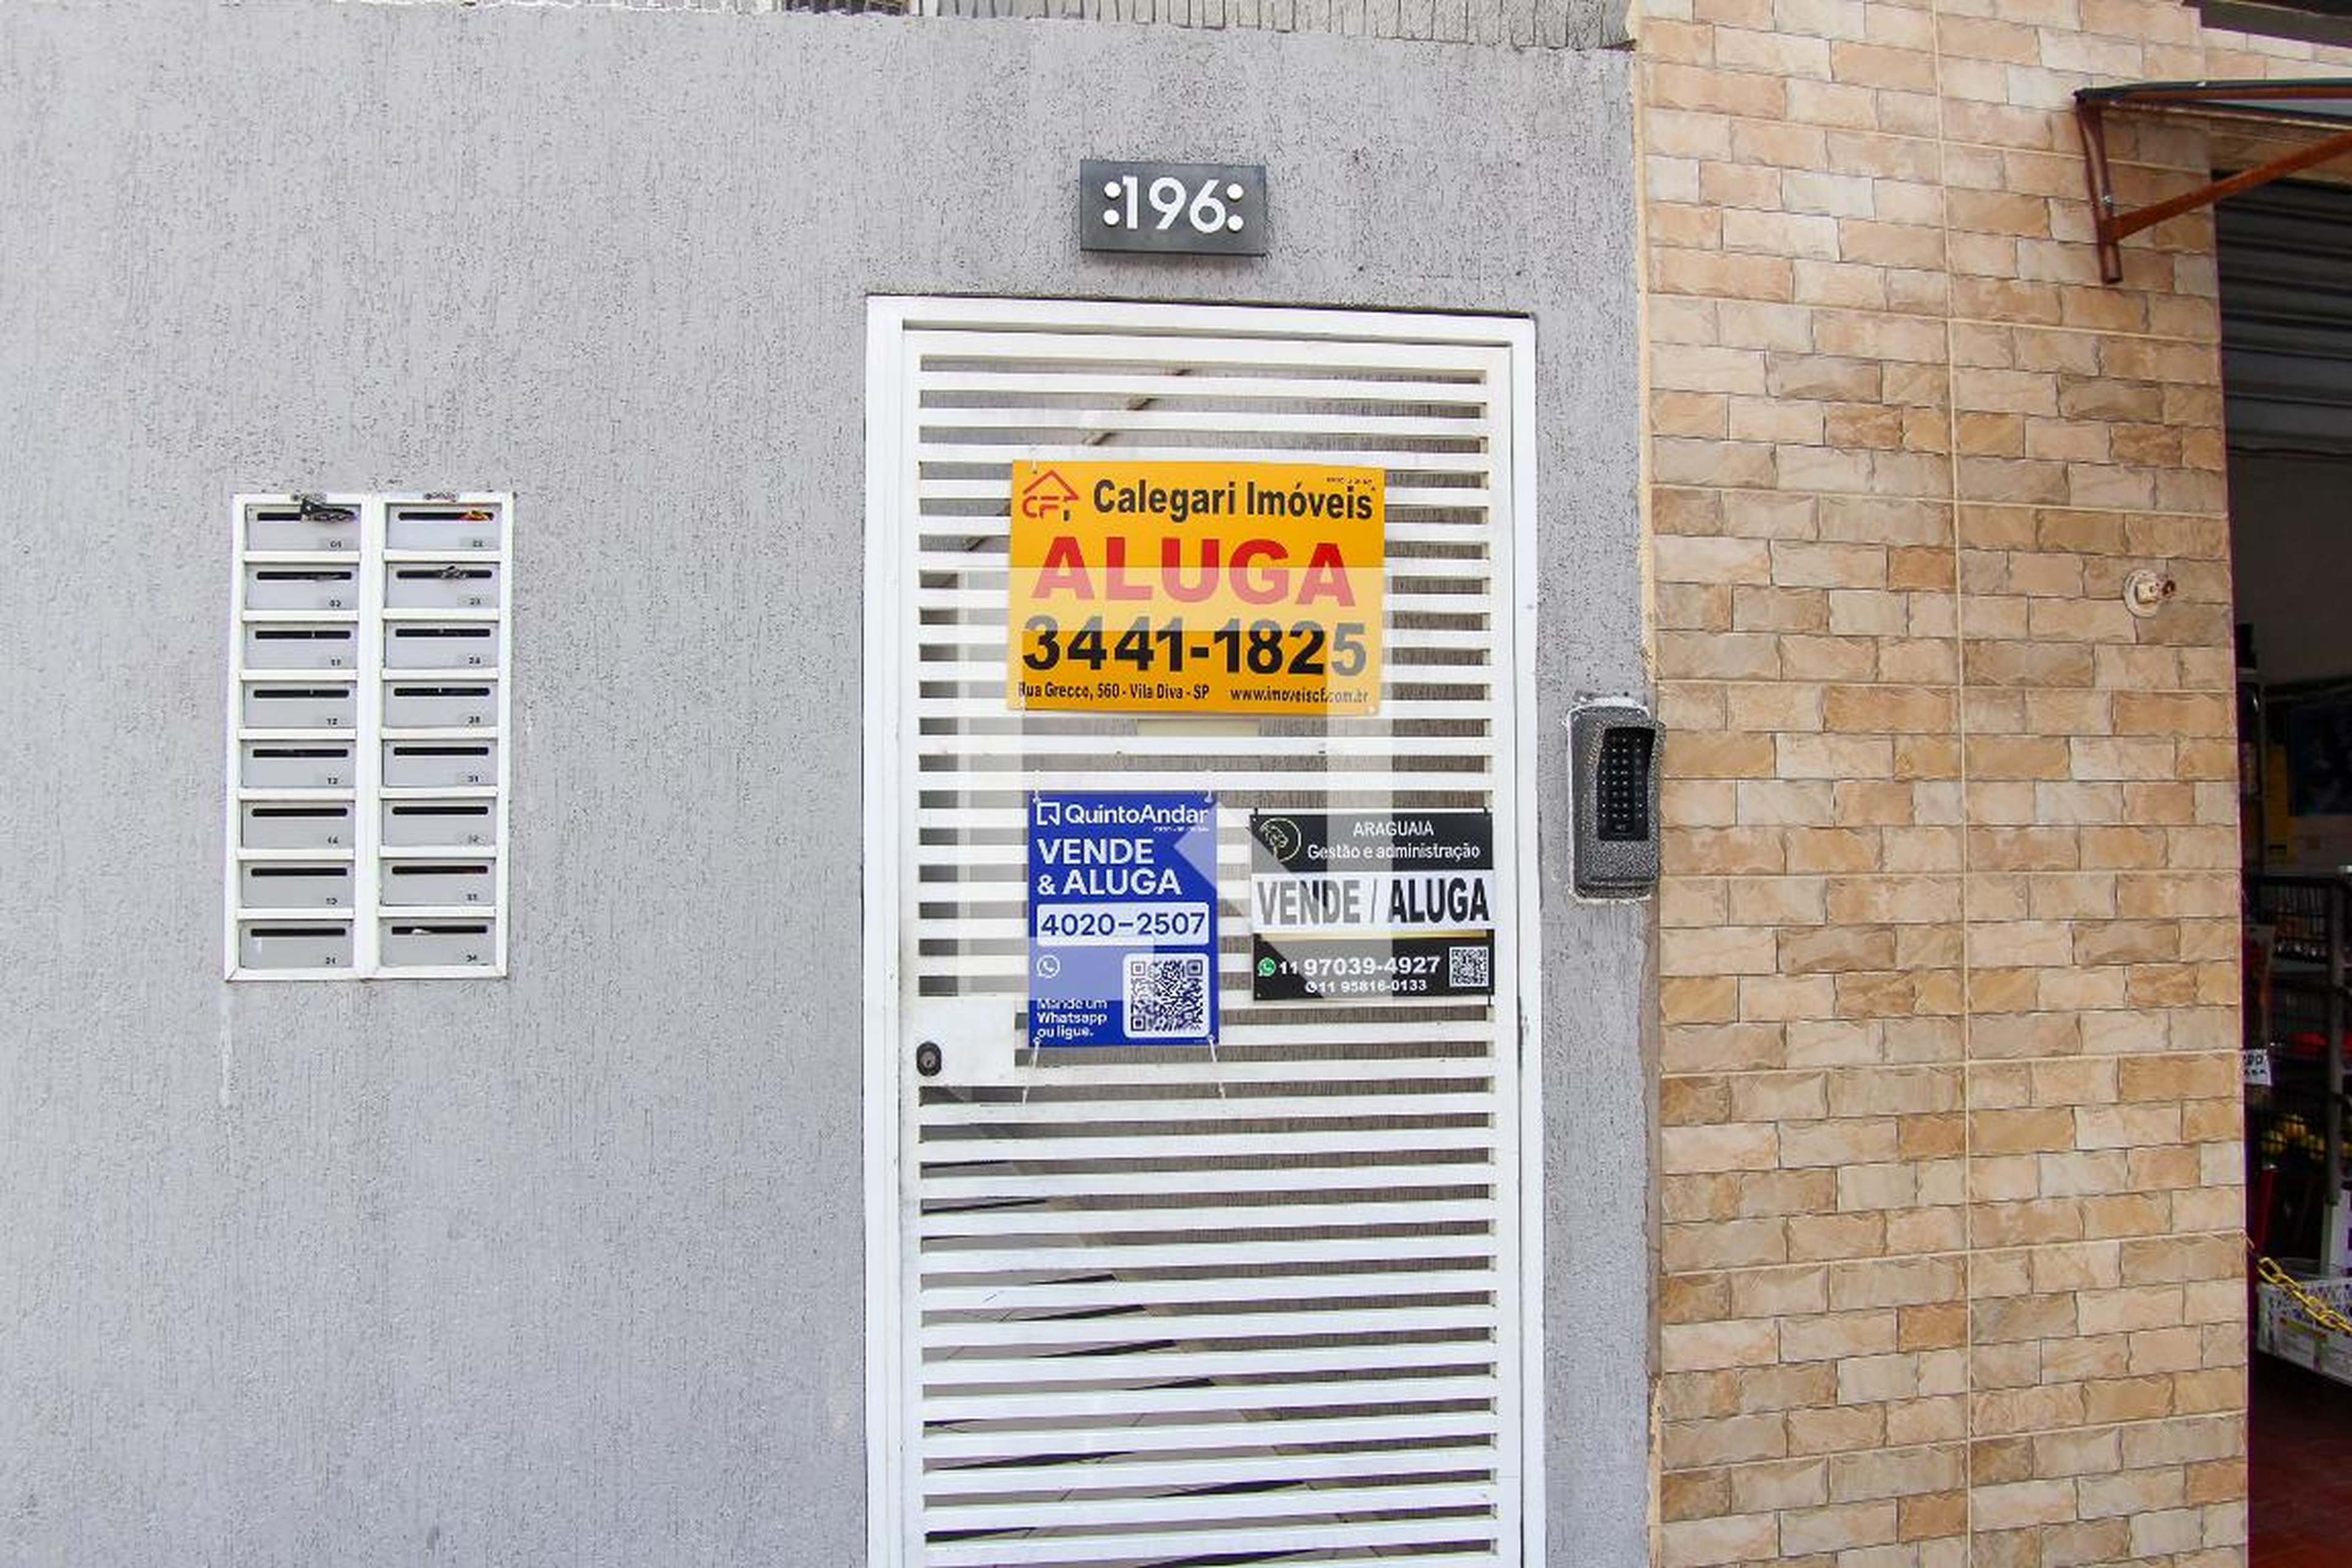 :196:
CF
Calegari Imóveis
ALUGA
3441-1825
Rua Grecco, 560 - Vila Diva - SP www.imoveiscf.com.br
QuintoAndar
VENDE
& ALUGA
4020-2507
Mande um
Whatsapp
ou ligue.
ARAGUAIA
Gestão e administração
VENDE / ALUGA
11 97039-4927
11 95816-0133